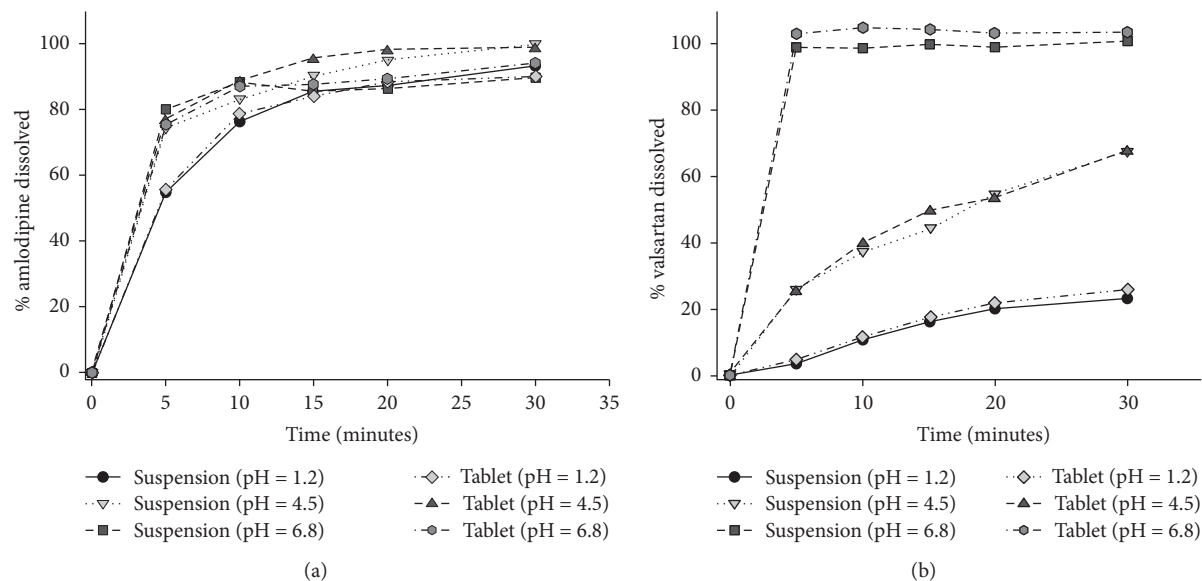 % amlodipine dissolved
100
80
60
40
20
0
0 5 10 15 20 25 30 35
Time (minutes)
Suspension (pH = 1.2)
Suspension (pH = 4.5)
Suspension (pH = 6.8)
Tablet (pH = 1.2)
Tablet (pH = 4.5)
Tablet (pH = 6.8)
(a)
% valsartan dissolved
100
80
60
40
20
0
0 10 20 30
Time (minutes)
Suspension (pH = 1.2)
Suspension (pH = 4.5)
Suspension (pH = 6.8)
Tablet (pH = 1.2)
Tablet (pH = 4.5)
Tablet (pH = 6.8)
(b)